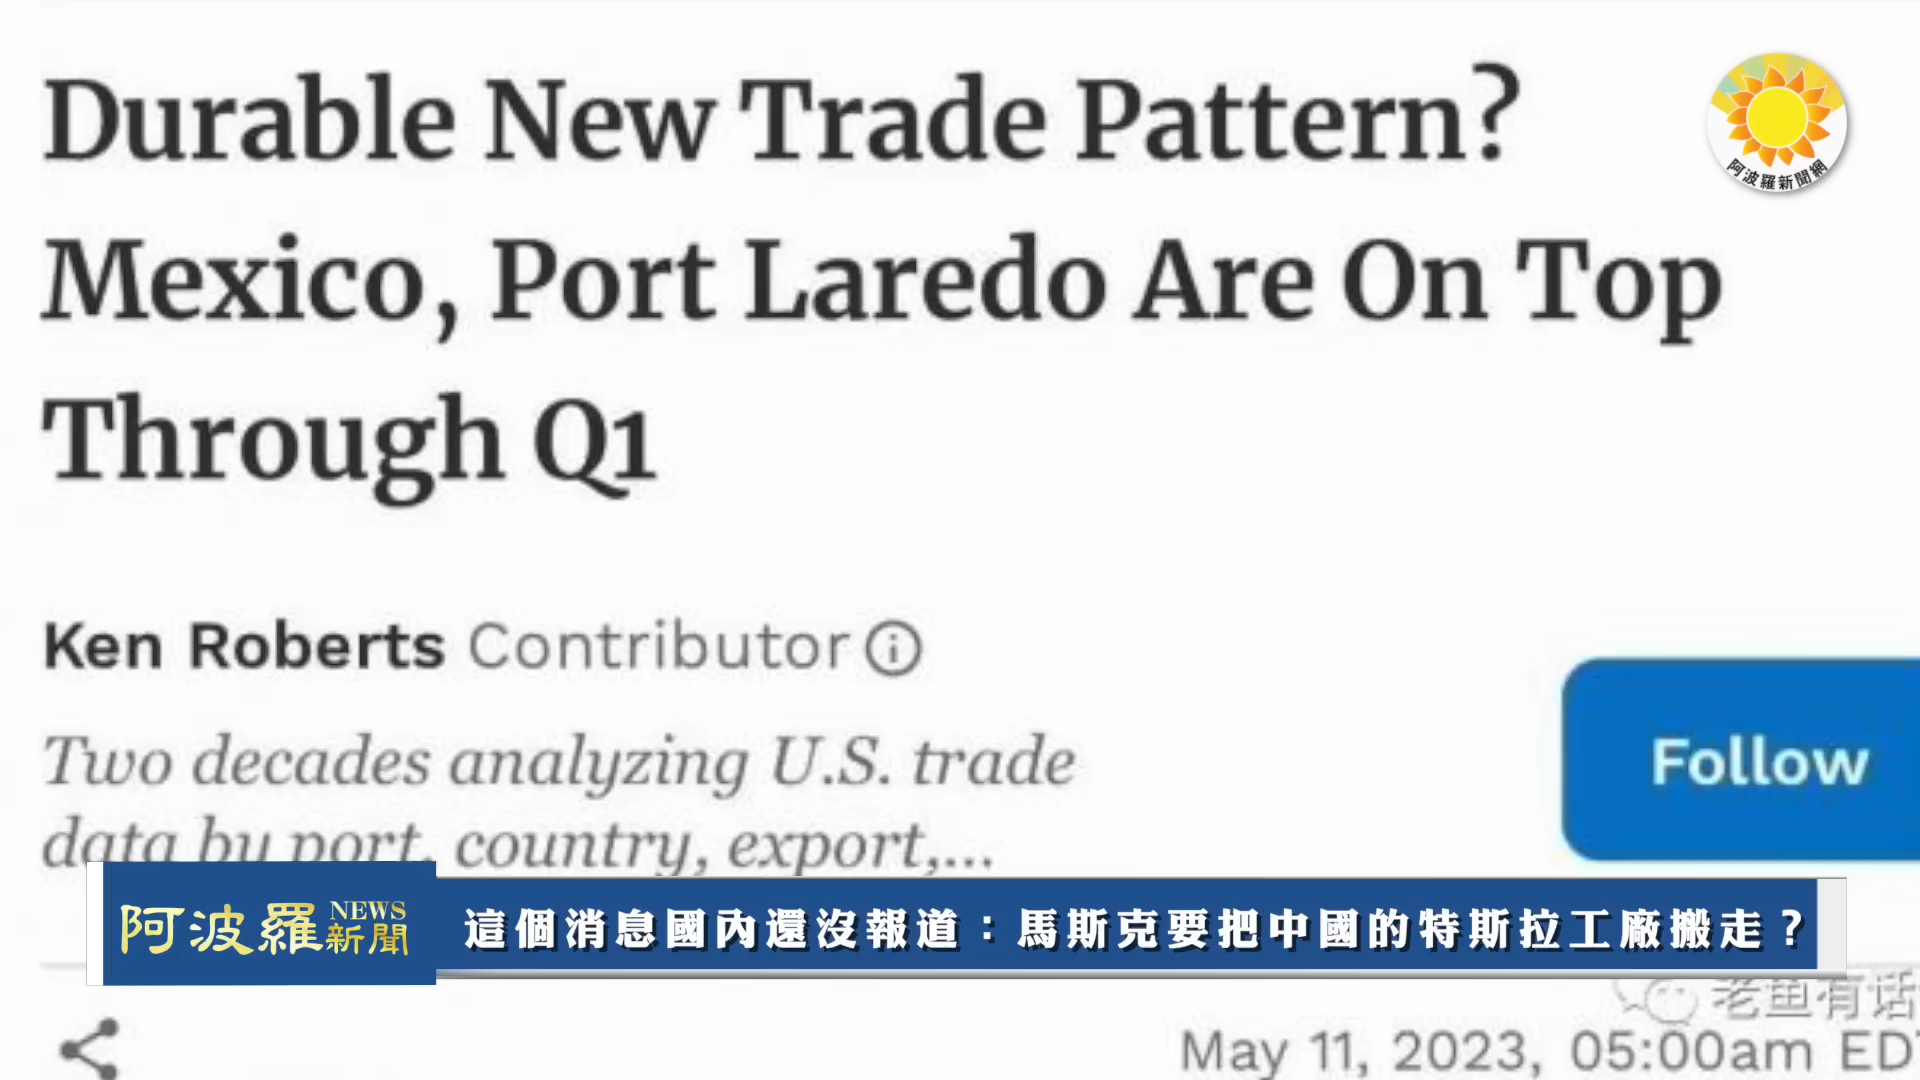 Durable New Trade Pattern?
Mexico, Port Laredo Are On Top
Through Q1
阿波羅新聞網
Ken Roberts Contributor
Two decades analyzing U.S. trade
data by port, country, export,...
Follow
阿波羅新聞 NEWS
這個消息國內還沒報道：馬斯克要把中國的特斯拉工廠搬走？
老鱼有话
May 11, 2023, 05:00am ED